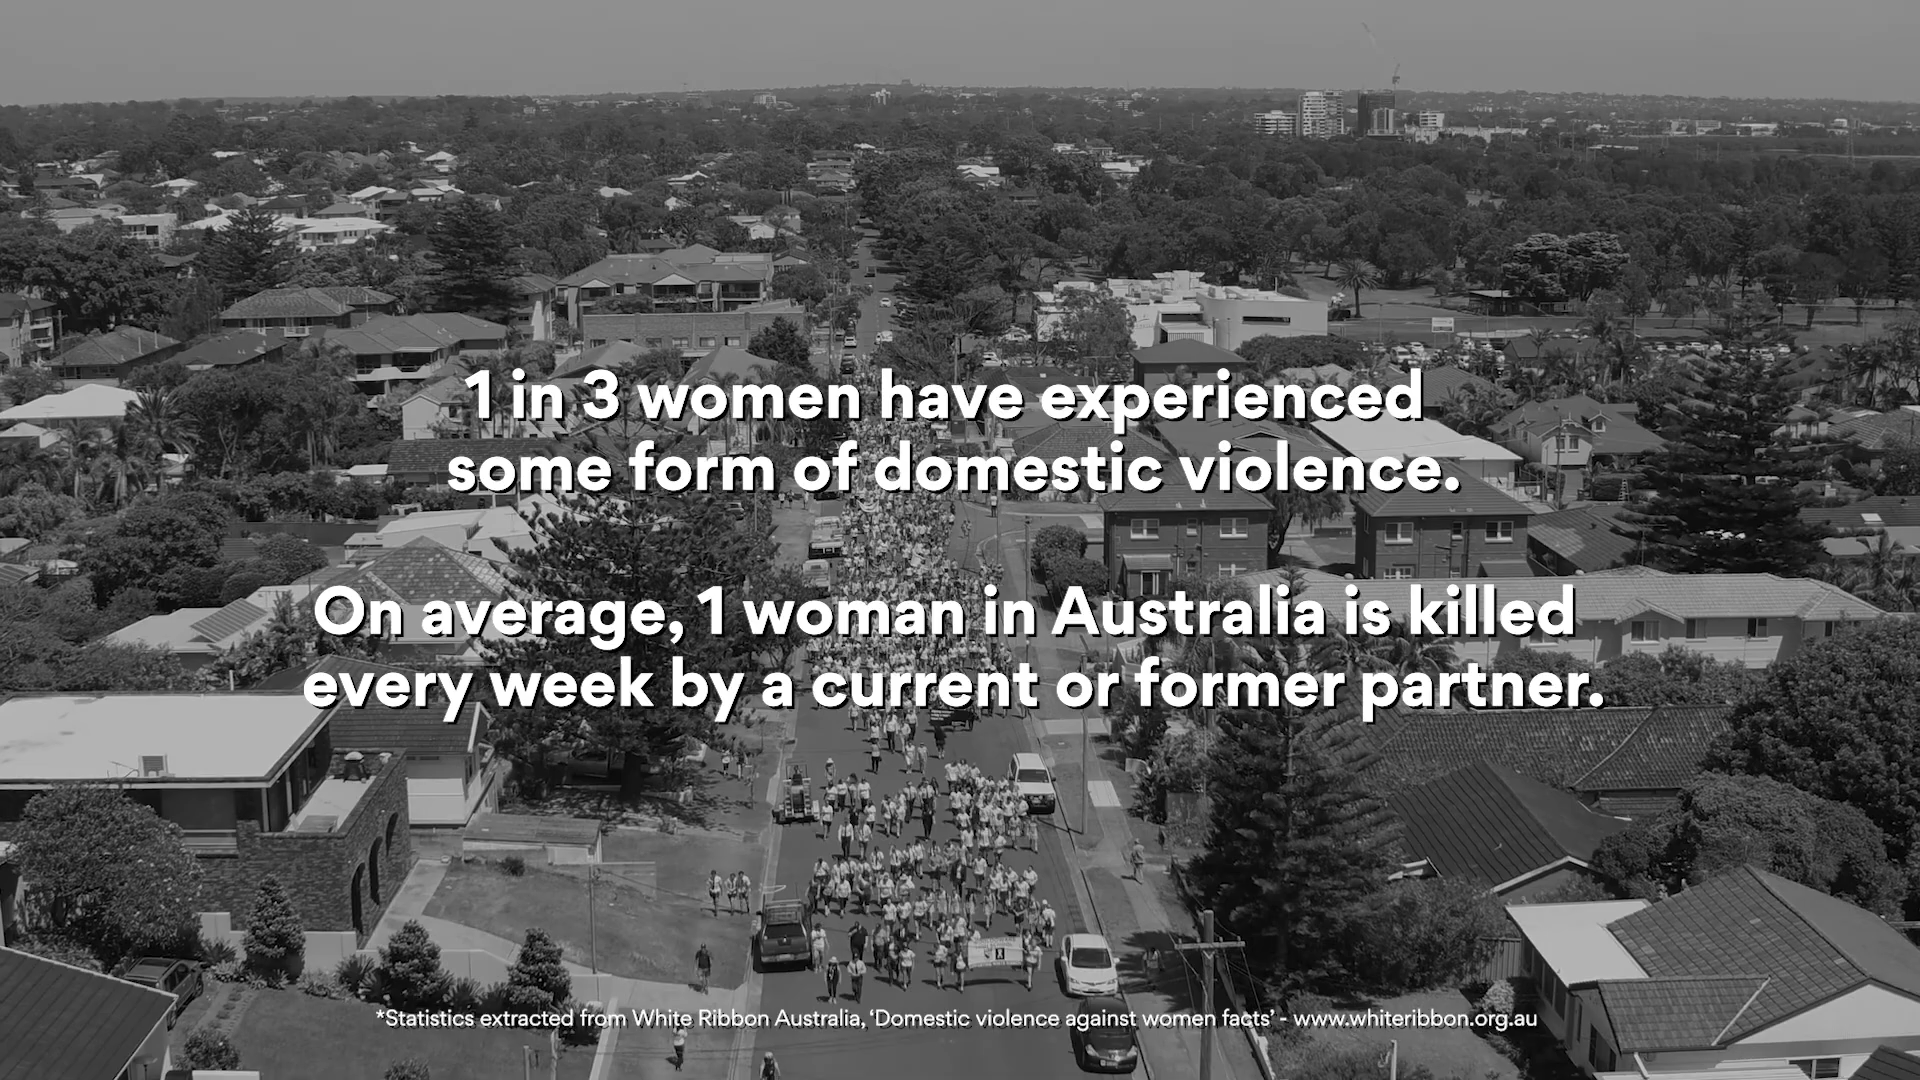 1 in 3 women have experienced
some form of domestic violence.
On average, 1 woman in Australia is killed
every week by a current or former partner.
*Statistics extracted from White Ribbon Australia, ‘Domestic violence against women facts’ - www.whiteribbon.org.au